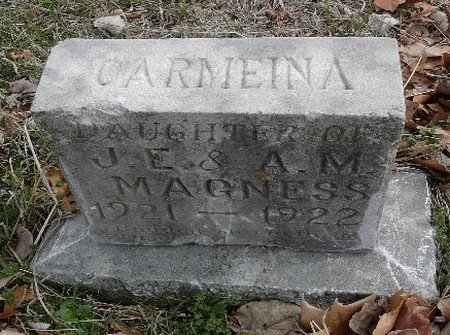 CARMEINA
DAUGHTER OF
J.E. & A.M.
MAGNESS
1921 — 1922